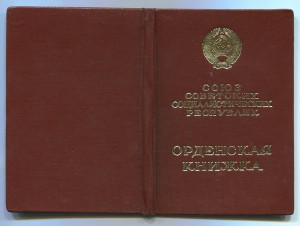 СОЮЗ
СОВЕТСКИХ
СОЦИАЛИСТИЧЕСКИХ
РЕСПУБЛИК
ОРДЕНСКАЯ
КНИЖКА